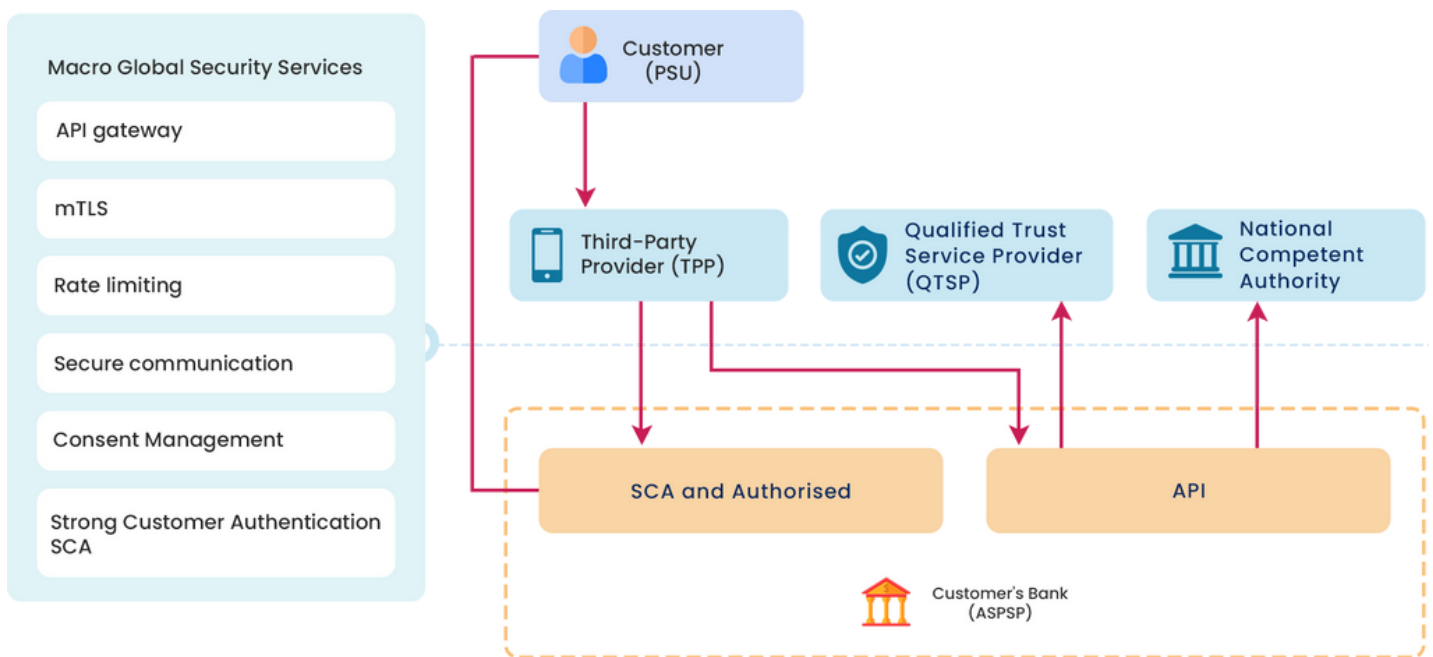 Macro Global Security Services
API gateway
mTLS
Rate limiting
Secure communication
Consent Management
Strong Customer Authentication
SCA
Customer
(PSU)
Third-Party
Provider (TPP)
Qualified Trust
Service Provider
(QTSP)
National
Competent
Authority
SCA and Authorised
API
$
Customer's Bank
(ASPSP)